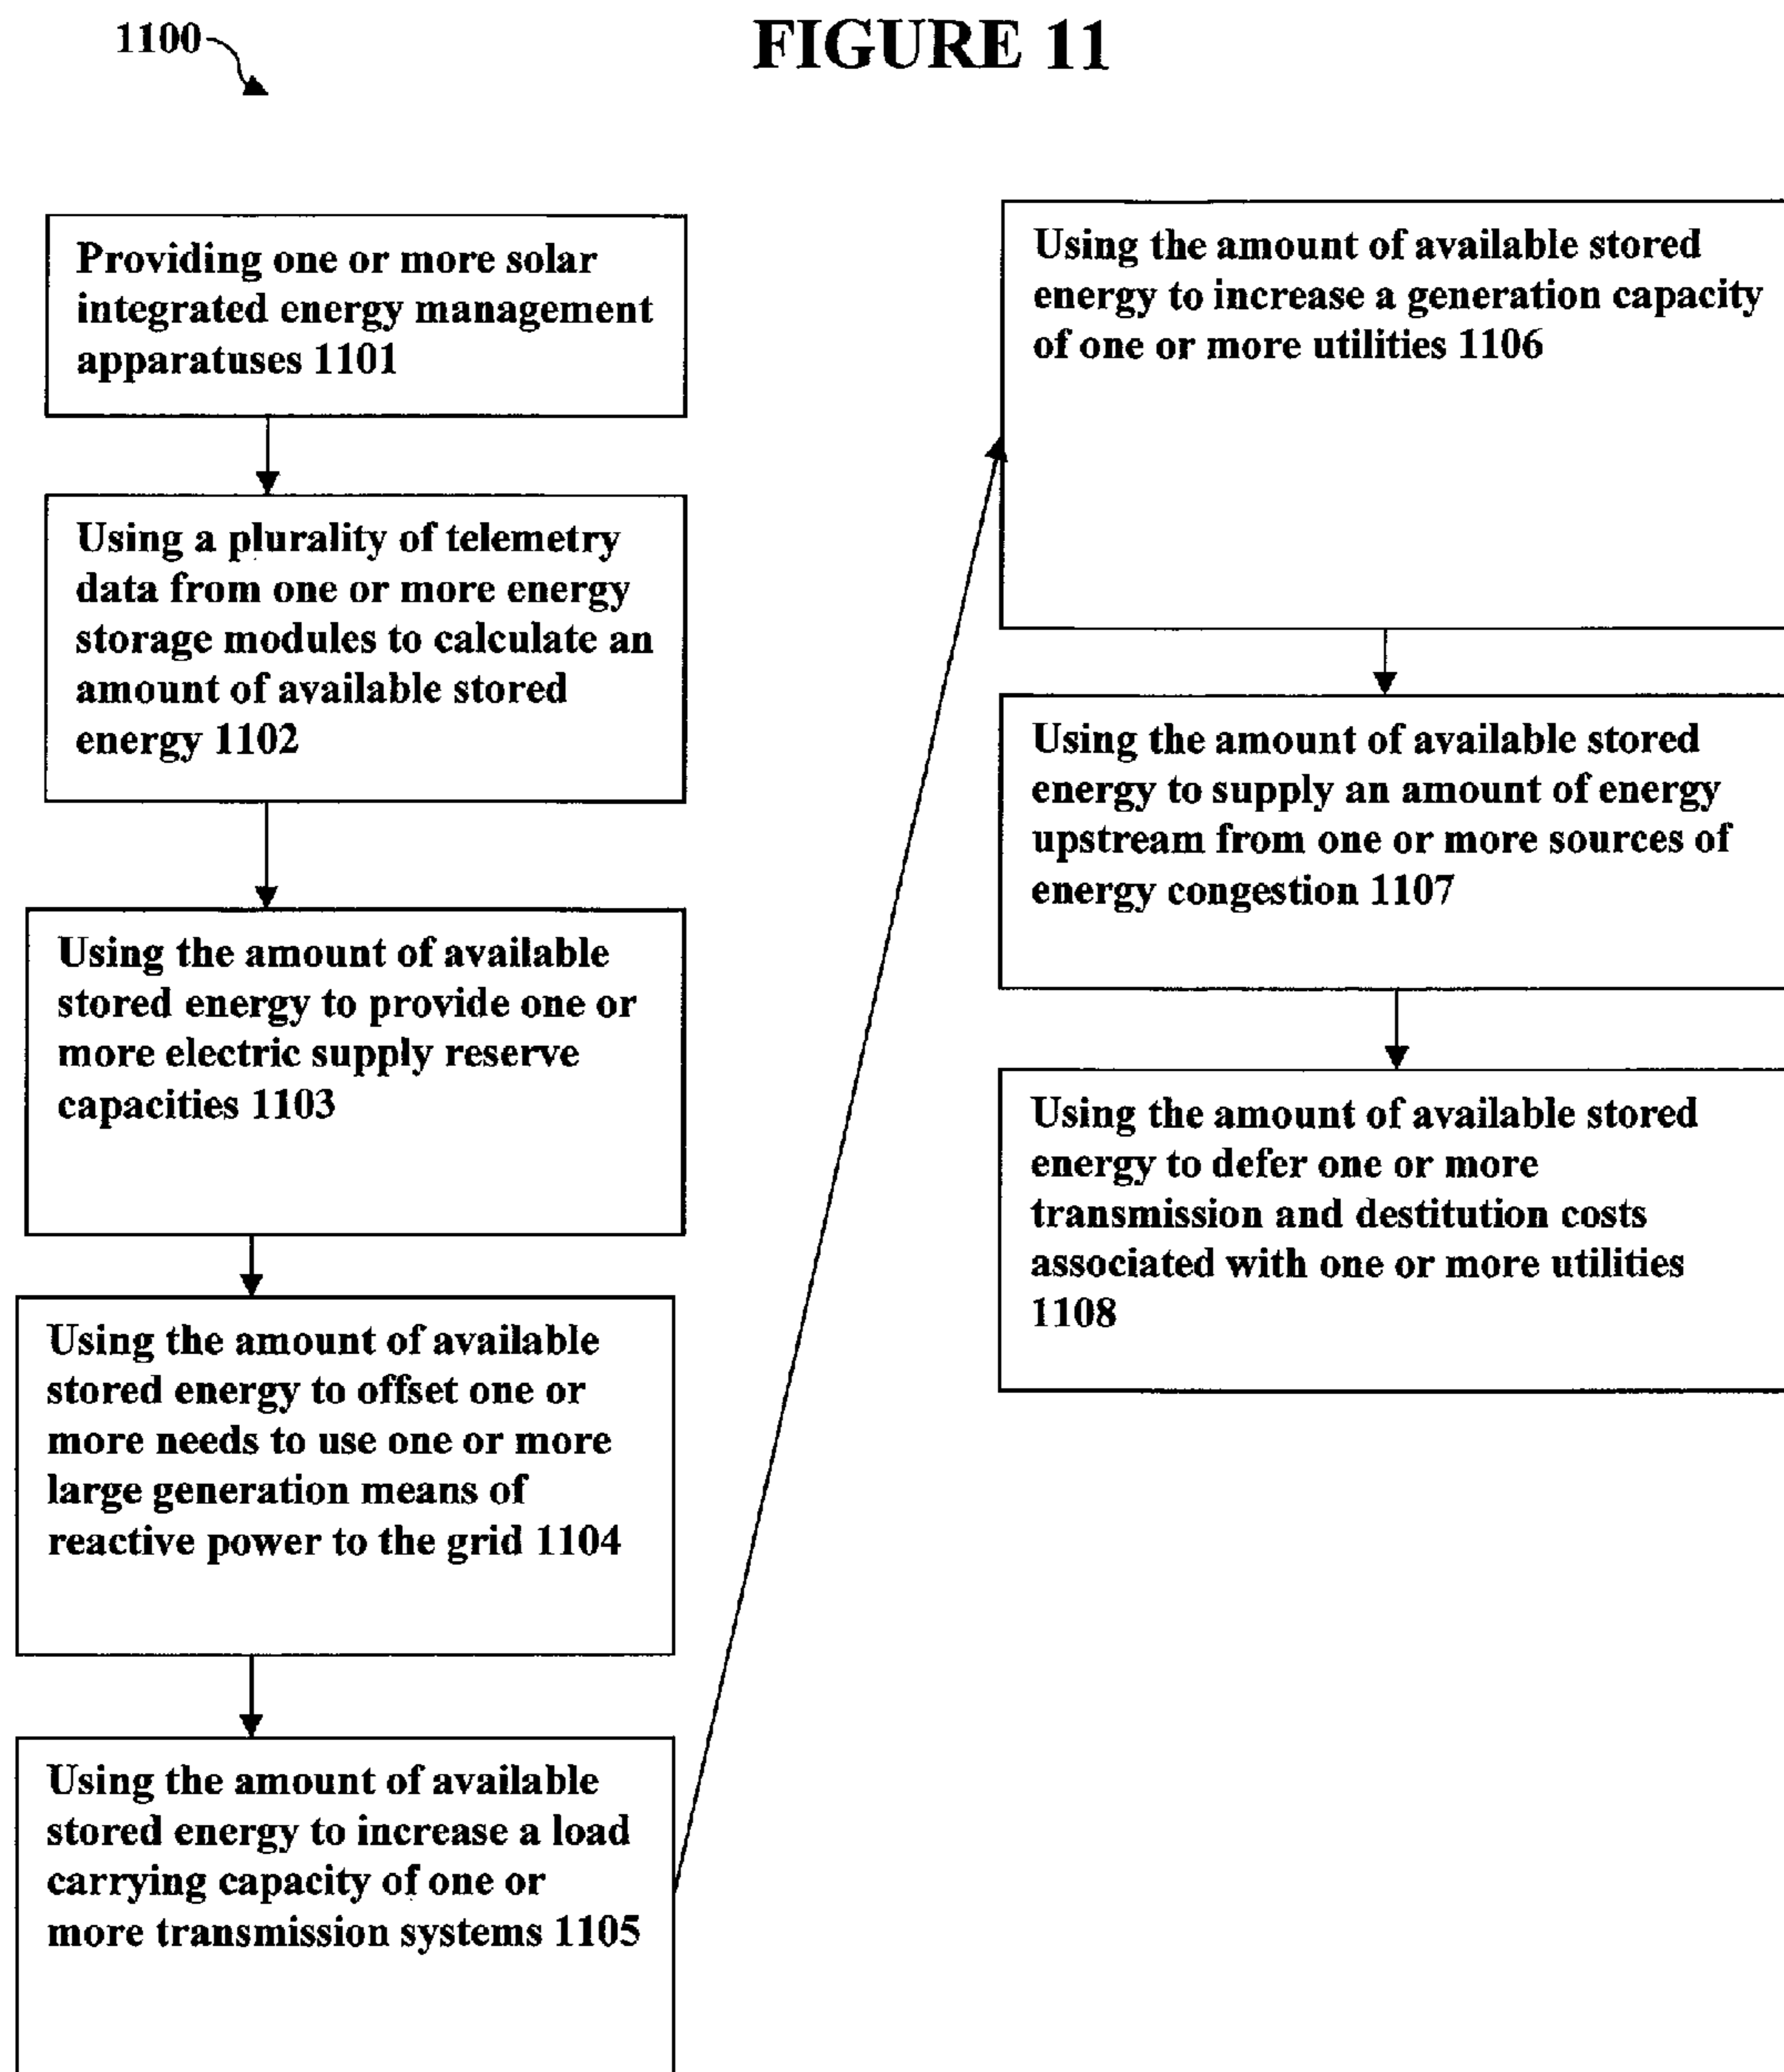 1100
FIGURE 11
Providing one or more solar
integrated energy management
apparatuses 1101
Using a plurality of telemetry
data from one or more energy
storage modules to calculate an
amount of available stored
energy 1102
Using the amount of available
stored energy to provide one or
more electric supply reserve
capacities 1103
Using the amount of available
stored energy to offset one or
more needs to use one or more
large generation means of
reactive power to the grid 1104
Using the amount of available
stored energy to increase a load
carrying capacity of one or
more transmission systems 1105
Using the amount of available stored
energy to increase a generation capacity
of one or more utilities 1106
Using the amount of available stored
energy to supply an amount of energy
upstream from one or more sources of
energy congestion 1107
Using the amount of available stored
energy to defer one or more
transmission and destitution costs
associated with one or more utilities
1108